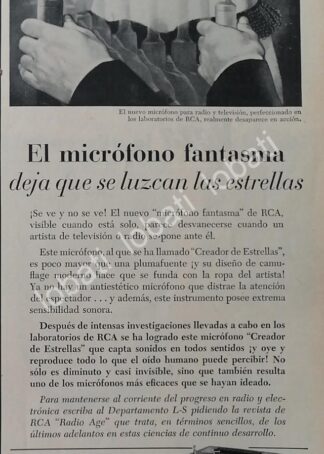 El nuevo micrófono para radio y televisión, perfeccionado en
los laboratorios de RCA, realmente desaparece en acción.
El micrófono fantasma
deja que se luzcan las estrellas
¡Se ve y no se ve! El nuevo "micrófono fantasma" de RCA,
visible cuando está solo, parece desvanecerse cuando un
artista de televisión o radio se pone ante él.
Este micrófono, al que se ha llamado "Creador de Estrellas",
es poco mayor que una plumafuente ¡y su diseño de camu-
flage moderno hace que se funda con la ropa del artista!
Ya no hay un antiestético micrófono que distrae la atención
del espectador . . . y además, este instrumento posee extrema
sensibilidad sonora.
Después de intensas investigaciones llevadas a cabo en los
laboratorios de RCA se ha logrado este micrófono "Creador
de Estrellas" que capta sonidos en todos sentidos ¡y oye y
reproduce todo lo que el oído humano puede percibir! No
sólo es diminuto y casi invisible, sino que también resulta
uno de los micrófonos más eficaces que se hayan ideado.
Para mantenerse al corriente del progreso en radio y elec-
trónica escriba al Departamento L-S pidiendo la revista de
RCA "Radio Age" que trata, en términos sencillos, de los
últimos adelantos en estas ciencias de continuo desarrollo.
lobeti lobeti lobeti